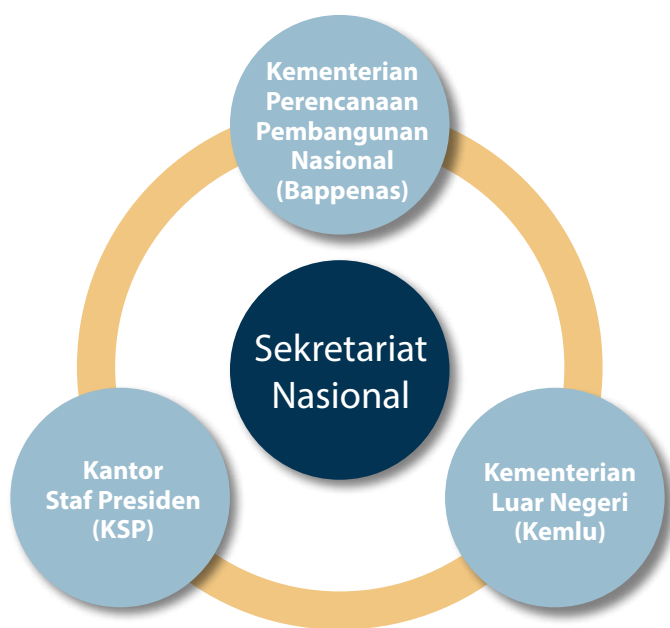 Kementerian
Perencanaan
Pembangunan
Nasional
(Bappenas)
Sekretariat
Nasional
Kantor
Staf Presiden
(KSP)
Kementerian
Luar Negeri
(Kemlu)